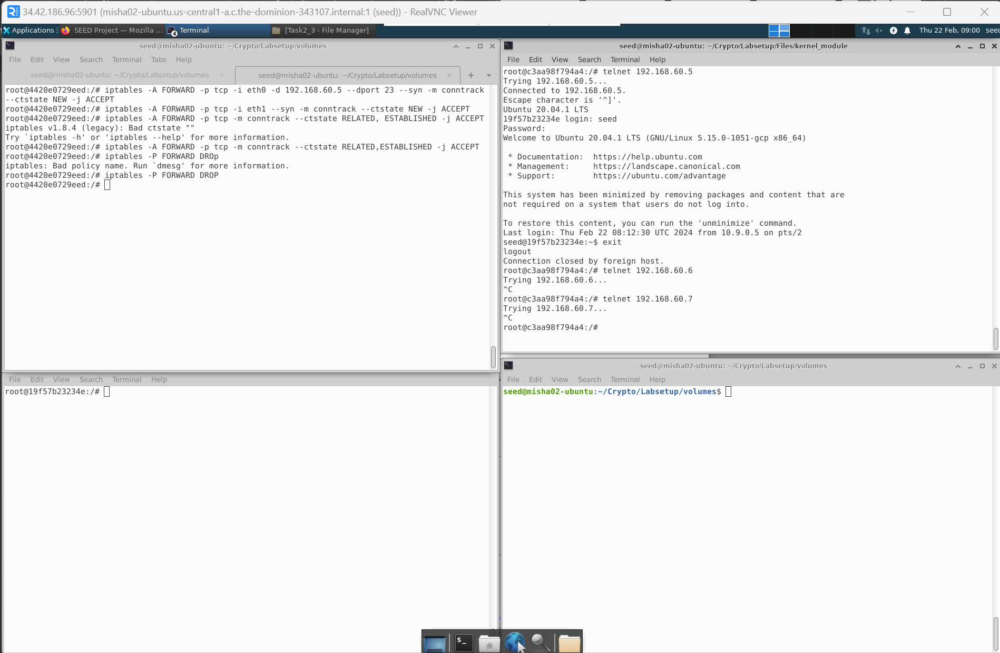 34.42.186.96:5901 (misha02-ubuntu.us-central1-a.c.the-dominion-343107.internal:1 (seed)) - RealVNC Viewer
Applications
SEED Project — Mozilla ...
4
Terminal
[Task2_3 - File Manager]
Thu 22 Feb, 09:00
seed@misha02-ubuntu: ~/Crypto/Labsetup/volumes
File Edit View Search Terminal Tabs Help
seed@misha02-ubuntu: ~/Crypto/Labsetup/volumes
seed@misha02-ubuntu: ~/Crypto/Labsetup/volumes
root@4420e0729eed:/# iptables -A FORWARD -p tcp -i eth0 -d 192.168.60.5 --dport 23 --syn -m conntrack
--ctstate NEW -j ACCEPT
root@4420e0729eed:/# iptables -A FORWARD -p tcp -i eth1 --syn -m conntrack --ctstate NEW -j ACCEPT
root@4420e0729eed:/# iptables -A FORWARD -p tcp -m conntrack --ctstate RELATED, ESTABLISHED -j ACCEPT
iptables v1.8.4 (legacy): Bad ctstate ""
Try `iptables -h' or 'iptables --help' for more information.
root@4420e0729eed:/# iptables -A FORWARD -p tcp -m conntrack --ctstate RELATED,ESTABLISHED -j ACCEPT
root@4420e0729eed:/# iptables -P FORWARD DROp
iptables: Bad policy name. Run `dmesg' for more information.
root@4420e0729eed:/# iptables -P FORWARD DROP
root@4420e0729eed:/#
seed@misha02-ubuntu: ~/Crypto/Labsetup/Files/kernel_module
File Edit View Search Terminal Help
root@c3aa98f794a4:/# telnet 192.168.60.5
Trying 192.168.60.5...
Connected to 192.168.60.5.
Escape character is '^]'.
Ubuntu 20.04.1 LTS
19f57b23234e login: seed
Password:
Welcome to Ubuntu 20.04.1 LTS (GNU/Linux 5.15.0-1051-gcp x86_64)
* Documentation: https://help.ubuntu.com
* Management: https://landscape.canonical.com
* Support: https://ubuntu.com/advantage
This system has been minimized by removing packages and content that are
not required on a system that users do not log into.
To restore this content, you can run the 'unminimize' command.
Last login: Thu Feb 22 08:12:30 UTC 2024 from 10.9.0.5 on pts/2
seed@19f57b23234e:~$ exit
logout
Connection closed by foreign host.
root@c3aa98f794a4:/# telnet 192.168.60.6
Trying 192.168.60.6...
^C
root@c3aa98f794a4:/# telnet 192.168.60.7
Trying 192.168.60.7...
^C
root@c3aa98f794a4:/#
File Edit View Search Terminal Help
root@19f57b23234e:/#
seed@misha02-ubuntu: ~/Crypto/Labsetup/volumes
File Edit View Search Terminal Help
seed@misha02-ubuntu:~/Crypto/Labsetup/volumes$
$_